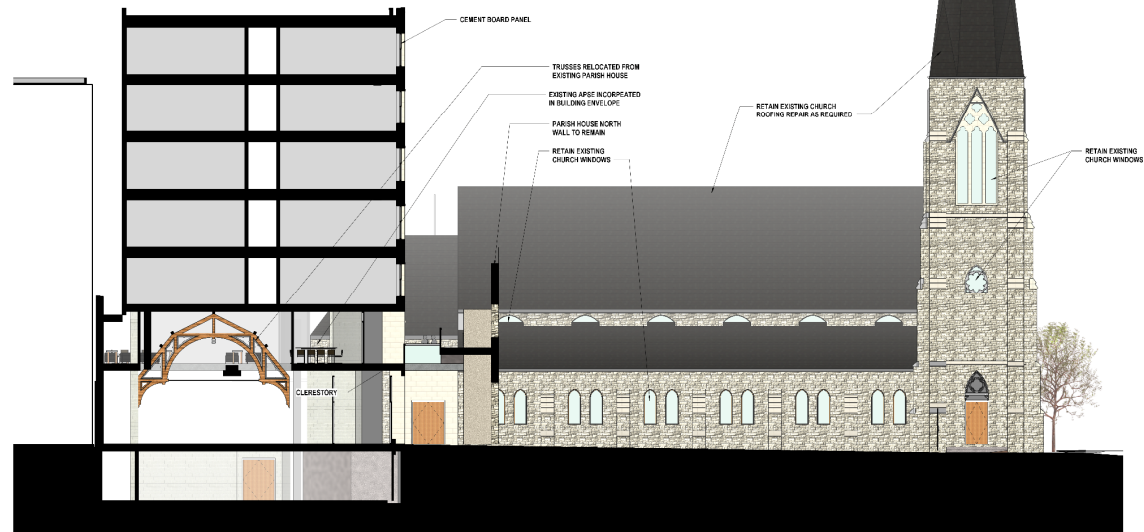 CEMENT BOARD PANEL
TRUSSES RELOCATED FROM
EXISTING PARISH HOUSE
EXISTING APSE INCORPEATED
IN BUILDING ENVELOPE
PARISH HOUSE NORTH
WALL TO REMAIN
RETAIN EXISTING
CHURCH WINDOWS
RETAIN EXISTING CHURCH
ROOFING REPAIR AS REQUIRED
RETAIN EXISTING
CHURCH WINDOWS
CLERESTORY